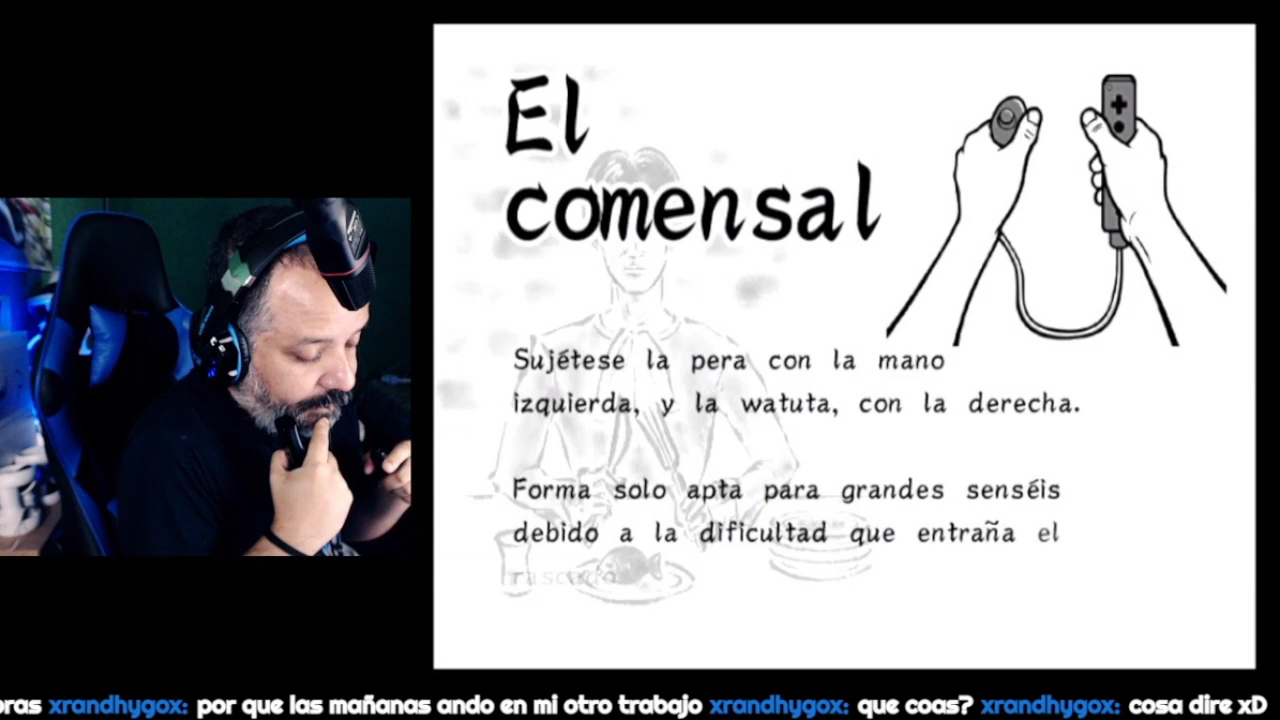 El
comensal
Sujétese la pera con la mano
izquierda, y la watuta, con la derecha.
Forma solo apta para grandes senséis
debido a la dificultad que entraña el
rascado
oras xrandhygox: por que las mañanas ando en mi otro trabajo xrandhygox: que coas? xrandhygox: cosa dire xD